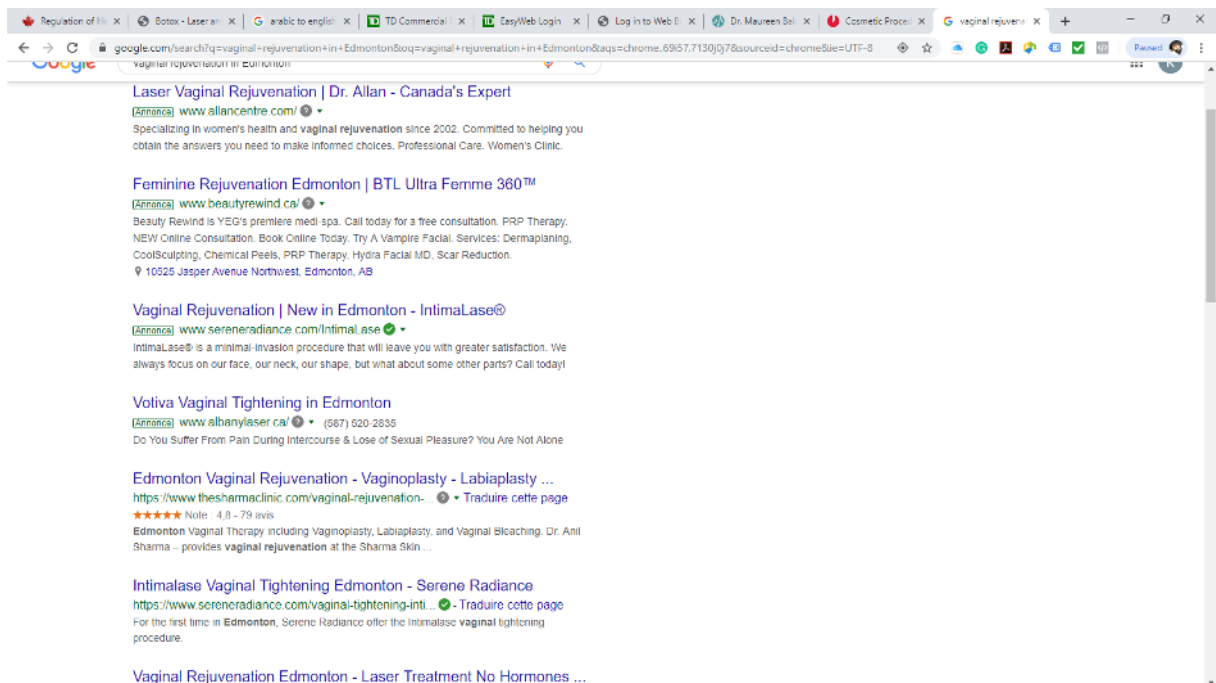 Regulation of He
Botox - Laser an
arabic to english
TD Commercial
EasyWeb Login
Log in to Web B
Dr. Maureen Bai
Cosmetic Proced
vaginal rejuvena
google.com/search?q=vaginal+rejuvenation+in+Edmonton&oq=vaginal+rejuvenation+in+Edmonton&aqs=chrome..69i57.7130j0j7&sourceid=chrome&ie=UTF-8
Paused
Google
vaginal rejuvenation in Edmonton
Laser Vaginal Rejuvenation | Dr. Allan - Canada's Expert
Annonce www.allancentre.com/
Specializing in women's health and vaginal rejuvenation since 2002. Committed to helping you
obtain the answers you need to make informed choices. Professional Care. Women's Clinic.
Feminine Rejuvenation Edmonton | BTL Ultra Femme 360™
Annonce www.beautyrewind.ca/
Beauty Rewind is YEG's premiere medi-spa. Call today for a free consultation. PRP Therapy.
NEW Online Consultation. Book Online Today. Try A Vampire Facial. Services: Dermaplaning,
CoolSculpting, Chemical Peels, PRP Therapy, Hydra Facial MD, Scar Reduction.
10525 Jasper Avenue Northwest, Edmonton, AB
Vaginal Rejuvenation | New in Edmonton - IntimaLase®
Annonce www.sereneradiance.com/IntimaLase
IntimaLase® is a minimal-invasion procedure that will leave you with greater satisfaction. We
always focus on our face, our neck, our shape, but what about some other parts? Call today!
Votiva Vaginal Tightening in Edmonton
Annonce www.albanylaser.ca/ (587) 520-2835
Do You Suffer From Pain During Intercourse & Lose of Sexual Pleasure? You Are Not Alone
Edmonton Vaginal Rejuvenation - Vaginoplasty - Labiaplasty ...
https://www.thesharmaclinic.com/vaginal-rejuvenation-... Traduire cette page
Note : 4,8 - 79 avis
Edmonton Vaginal Therapy including Vaginoplasty, Labiaplasty, and Vaginal Bleaching. Dr. Anil
Sharma – provides vaginal rejuvenation at the Sharma Skin ...
Intimalase Vaginal Tightening Edmonton - Serene Radiance
https://www.sereneradiance.com/vaginal-tightening-inti... - Traduire cette page
For the first time in Edmonton, Serene Radiance offer the Intimalase vaginal tightening
procedure.
Vaginal Rejuvenation Edmonton - Laser Treatment No Hormones ...